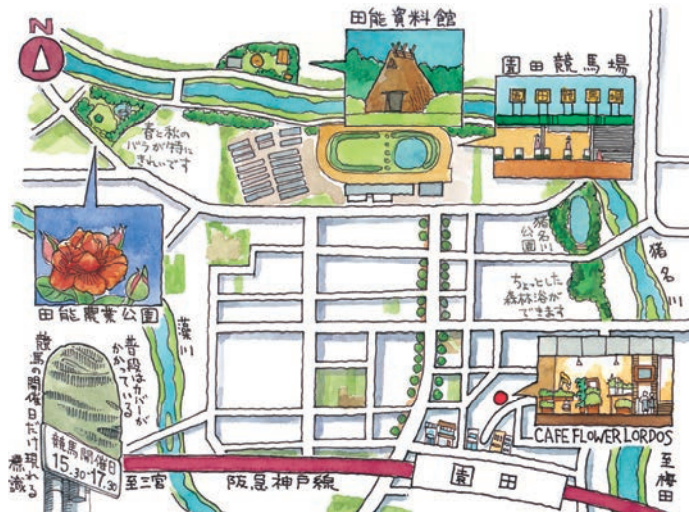 N
田能資料館
園田競馬場
園田競馬場
春と秋の
バラが特に
きれいです
田能農業公園
猪名川
公園
猪名川
ちょっとした
森林浴が
できます
藻川
普段はカバーが
かかっている
競馬の開催日だけ現れる
標識
競馬開催日
15.30-17.30
CAFE FLOWER LORDOS
至三宮
阪急神戸線
園田
至梅田